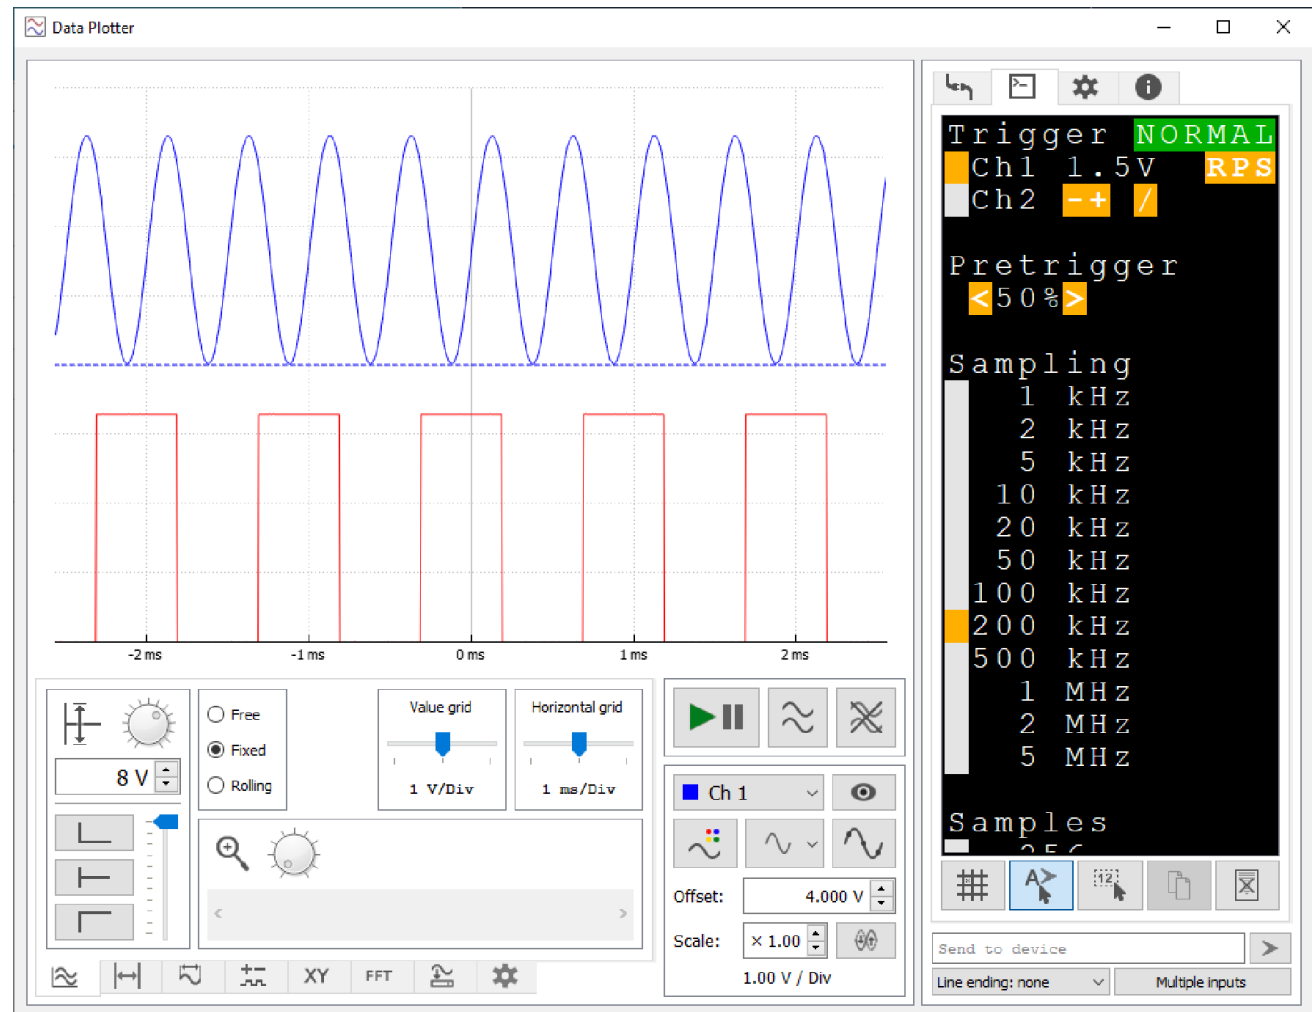 Data Plotter
-2 ms -1 ms 0 ms 1 ms 2 ms
8 V
Free
Fixed
Rolling
Value grid
1 V/Div
Horizontal grid
1 ms/Div
XY FFT
Ch 1
Offset: 4.000 V
Scale: × 1.00
1.00 V / Div
Trigger NORMAL
Ch1 1.5V RPS
Ch2 -+ /
Pretrigger
<50%>
Sampling
1 kHz
2 kHz
5 kHz
10 kHz
20 kHz
50 kHz
100 kHz
200 kHz
500 kHz
1 MHz
2 MHz
5 MHz
Samples
256
A
12
Send to device
Line ending: none
Multiple inputs